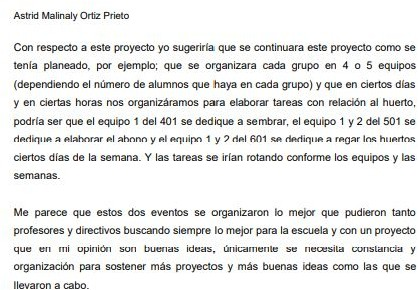 Astrid Malinaly Ortiz Prieto
Con respecto a este proyecto yo sugeriría que se continuara este proyecto como se
tenía planeado, por ejemplo; que se organizara cada grupo en 4 o 5 equipos
(dependiendo el número de alumnos que haya en cada grupo) y que en ciertos días
y en ciertas horas nos organizáramos para elaborar tareas con relación al huerto,
podría ser que el equipo 1 del 401 se dedique a sembrar, el equipo 1 y 2 del 501 se
dedique a elaborar el abono y el equipo 1 y 2 del 601 se dedique a regar los huertos
ciertos días de la semana. Y las tareas se irían rotando conforme los equipos y las
semanas.
Me parece que estos dos eventos se organizaron lo mejor que pudieron tanto
profesores y directivos buscando siempre lo mejor para la escuela y con un proyecto
que en mi opinión son buenas ideas, únicamente se necesita constancia y
organización para sostener más proyectos y más buenas ideas como las que se
llevaron a cabo.